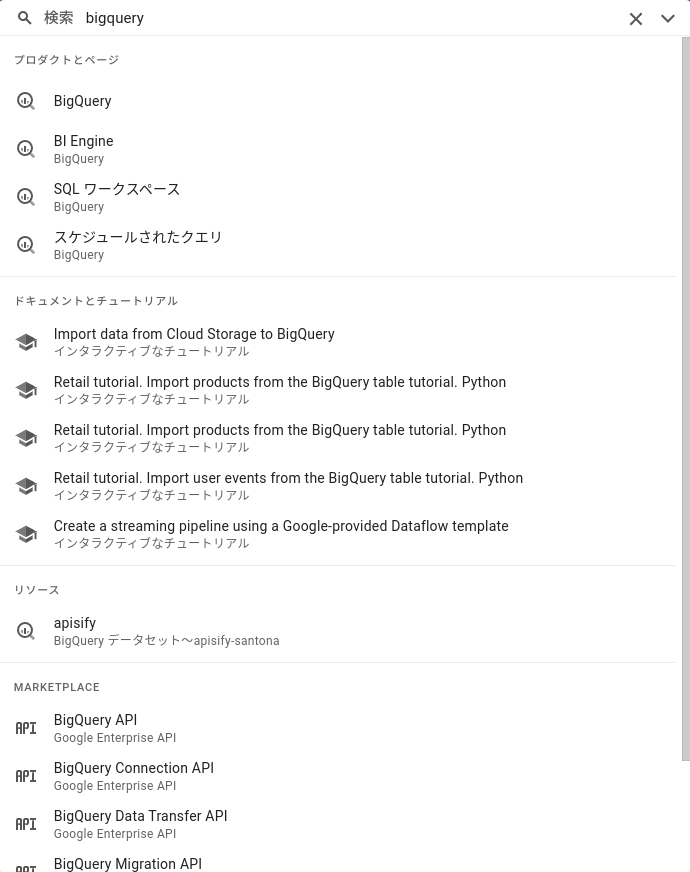 検索 bigquery
プロダクトとページ
BigQuery
BI Engine
BigQuery
SQL ワークスペース
BigQuery
スケジュールされたクエリ
BigQuery
ドキュメントとチュートリアル
Import data from Cloud Storage to BigQuery
インタラクティブなチュートリアル
Retail tutorial. Import products from the BigQuery table tutorial. Python
インタラクティブなチュートリアル
Retail tutorial. Import products from the BigQuery table tutorial. Python
インタラクティブなチュートリアル
Retail tutorial. Import user events from the BigQuery table tutorial. Python
インタラクティブなチュートリアル
Create a streaming pipeline using a Google-provided Dataflow template
インタラクティブなチュートリアル
リソース
apisify
BigQuery データセット～apisify-santona
MARKETPLACE
API BigQuery API
Google Enterprise API
API BigQuery Connection API
Google Enterprise API
API BigQuery Data Transfer API
Google Enterprise API
API BigQuery Migration API